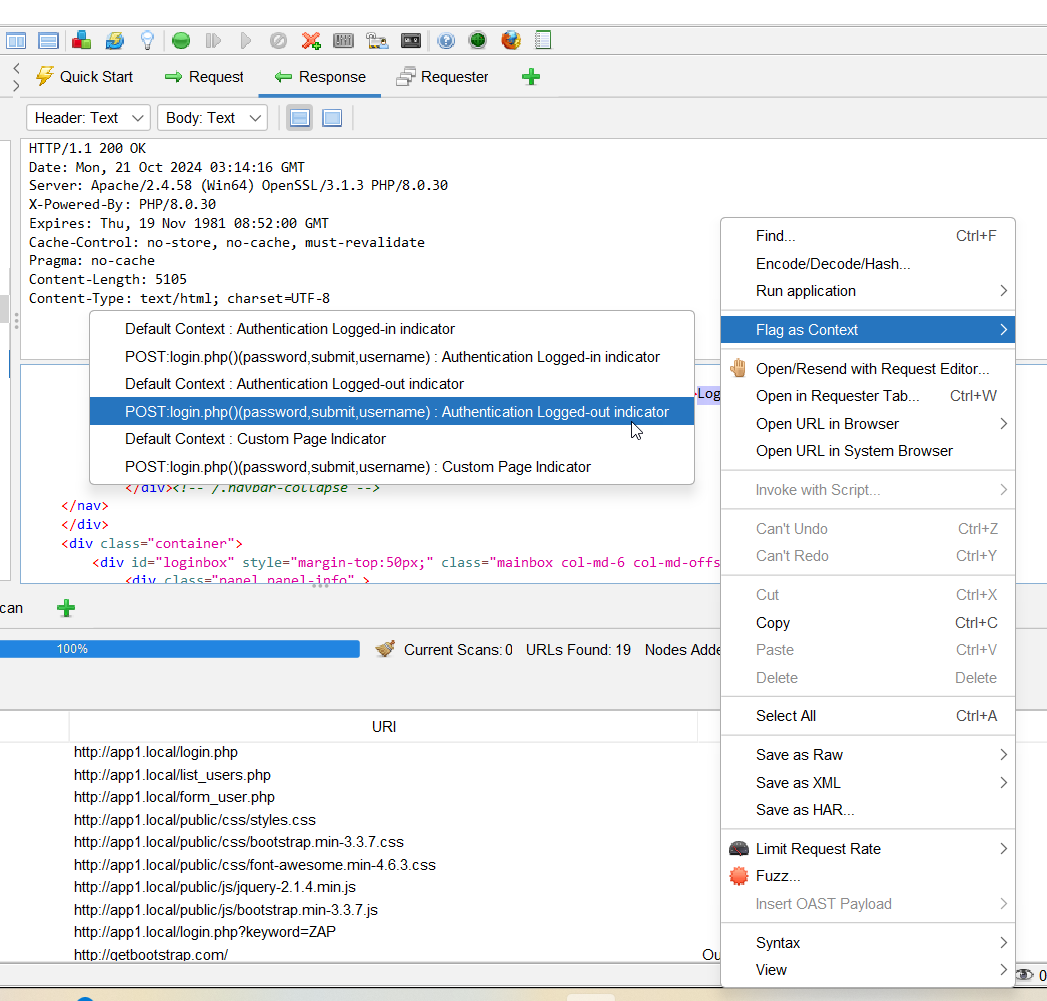 Quick Start
Request
Response
Requester
Header: Text
Body: Text
HTTP/1.1 200 OK
Date: Mon, 21 Oct 2024 03:14:16 GMT
Server: Apache/2.4.58 (Win64) OpenSSL/3.1.3 PHP/8.0.30
X-Powered-By: PHP/8.0.30
Expires: Thu, 19 Nov 1981 08:52:00 GMT
Cache-Control: no-store, no-cache, must-revalidate
Pragma: no-cache
Content-Length: 5105
Content-Type: text/html; charset=UTF-8
Default Context : Authentication Logged-in indicator
POST:login.php()(password,submit,username) : Authentication Logged-in indicator
Default Context : Authentication Logged-out indicator
POST:login.php()(password,submit,username) : Authentication Logged-out indicator
Default Context : Custom Page Indicator
POST:login.php()(password,submit,username) : Custom Page Indicator
>Log
</div><!-- /.navbar-collapse -->
</nav>
</div>
<div class="container">
<div id="loginbox" style="margin-top:50px;" class="mainbox col-md-6 col-md-offs
<div class="panel panel-info" >
Find... Ctrl+F
Encode/Decode/Hash...
Run application
Flag as Context
Open/Resend with Request Editor...
Open in Requester Tab... Ctrl+W
Open URL in Browser
Open URL in System Browser
Invoke with Script...
Can't Undo Ctrl+Z
Can't Redo Ctrl+Y
Cut Ctrl+X
Copy Ctrl+C
Paste Ctrl+V
Delete Delete
Select All Ctrl+A
Save as Raw
Save as XML
Save as HAR...
Limit Request Rate
Fuzz...
Insert OAST Payload
Syntax
View
can
100%
Current Scans: 0 URLs Found: 19 Nodes Adde
URI
http://app1.local/login.php
http://app1.local/list_users.php
http://app1.local/form_user.php
http://app1.local/public/css/styles.css
http://app1.local/public/css/bootstrap.min-3.3.7.css
http://app1.local/public/css/font-awesome.min-4.6.3.css
http://app1.local/public/js/jquery-2.1.4.min.js
http://app1.local/public/js/bootstrap.min-3.3.7.js
http://app1.local/login.php?keyword=ZAP
http://getbootstrap.com/ Ou
0